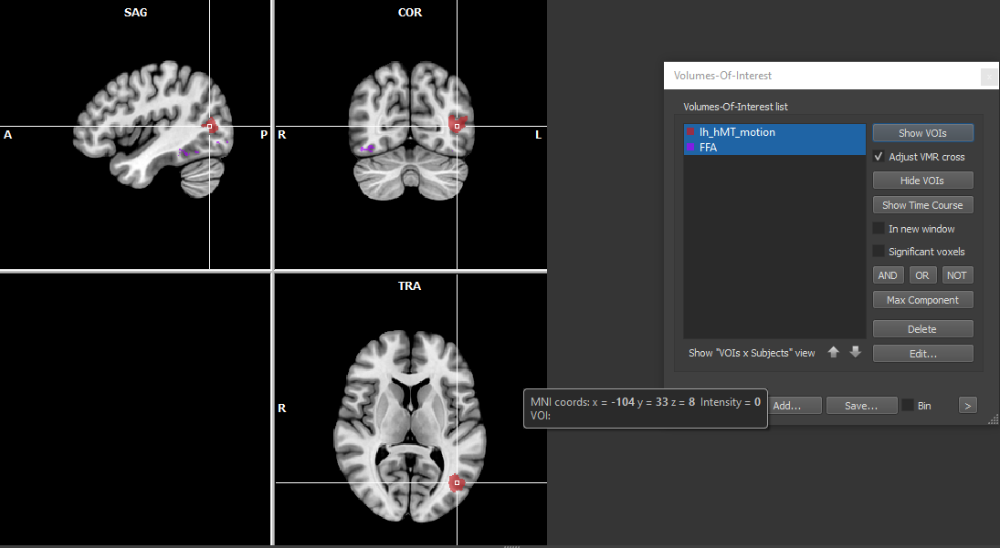 SAG
A
P
COR
R
L
TRA
R
MNI coords: x = -104 y = 33 z = 8 Intensity = 0
VOI:
Volumes-Of-Interest
Volumes-Of-Interest list
lh_hMT_motion
FFA
Show VOIs
Adjust VMR cross
Hide VOIs
Show Time Course
In new window
Significant voxels
AND OR NOT
Max Component
Delete
Show "VOIs x Subjects" view
Edit...
Add... Save... Bin >